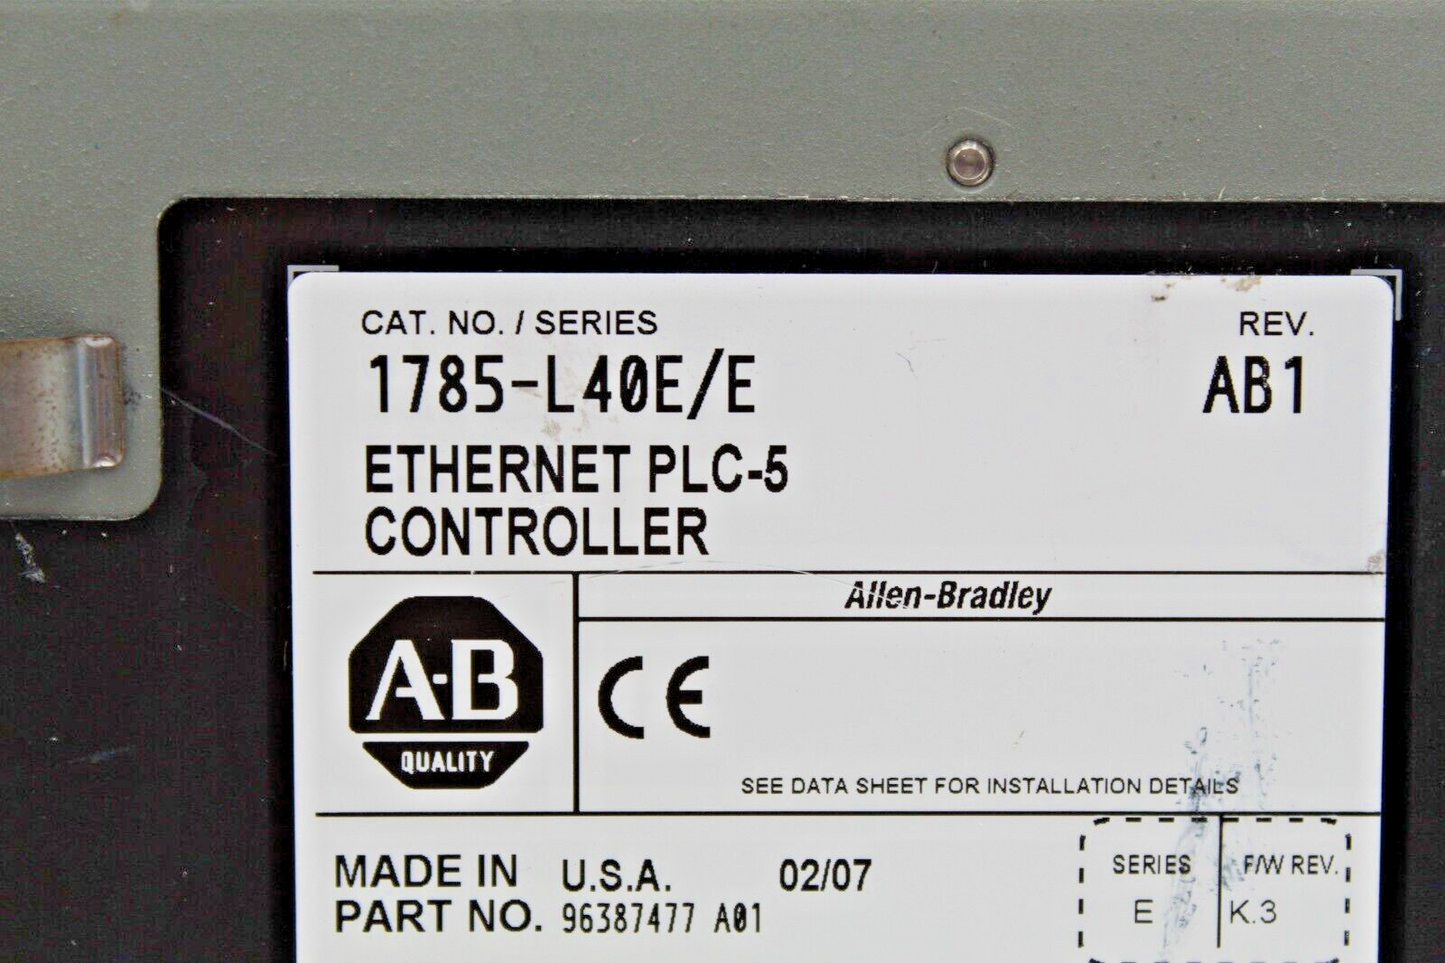 CAT. NO. / SERIES REV.
1785-L40E/E AB1
ETHERNET PLC-5
CONTROLLER
Allen-Bradley
A-B
QUALITY
CE
SEE DATA SHEET FOR INSTALLATION DETAILS
MADE IN U.S.A. 02/07
PART NO. 96387477 A01
SERIES F/W REV.
E K.3